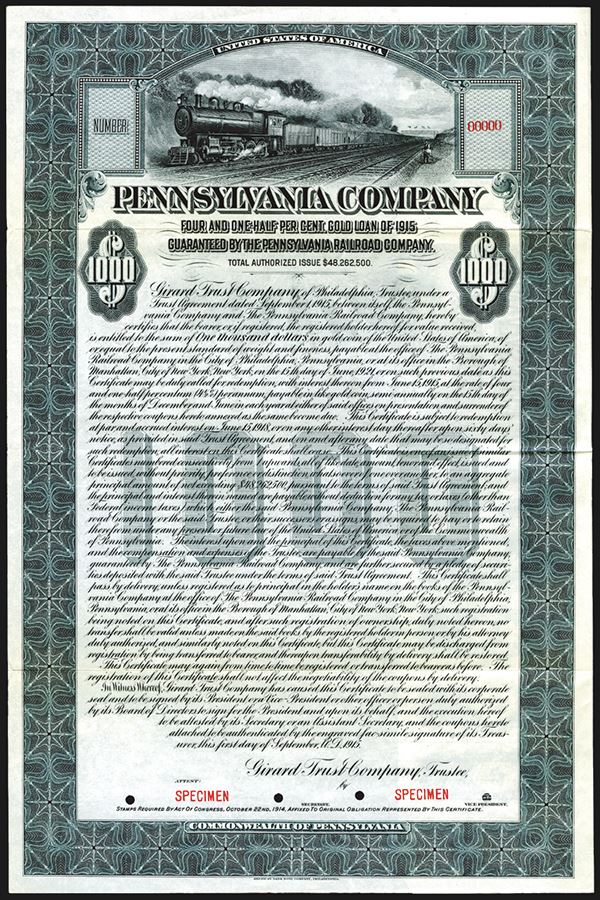 UNITED STATES OF AMERICA
NUMBER
00000
PENNSYLVANIA COMPANY
FOUR AND ONE-HALF PER CENT. GOLD LOAN OF 1915,
GUARANTEED BY THE PENNSYLVANIA RAILROAD COMPANY.
TOTAL AUTHORIZED ISSUE $48,262,500.
$1000
$1000
Girard Trust Company, of Philadelphia, Trustee, under a
Trust Agreement dated September 1, 1915, between itself, the Pennsyl-
vania Company and The Pennsylvania Railroad Company, hereby
certifies that the bearer, or, if registered, the registered holder hereof, for value received,
is entitled to the sum of One thousand dollars, in gold coin of the United States of America, of
or equal to the present standard of weight and fineness, payable at the office of The Pennsylvania
Railroad Company in the City of Philadelphia, Pennsylvania, or at its office in the Borough of
Manhattan, City of New York, New York, on the 15th day of June, 1921, or on such previous date as this
Certificate may be duly called for redemption, with interest thereon from June 15, 1915, at the rate of four
and one-half per centum (4½%) per annum, payable in like gold coin, semi-annually on the 15th day of
the months of December and June in each year at either of said offices on presentation and surrender of
the respective coupons hereto annexed as the same become due. This Certificate is subject to redemption
at par and accrued interest on June 15, 1918, or on any other interest day thereafter upon sixty days'
notice, as provided in said Trust Agreement, and on and after any date that may be so designated for
such redemption, all interest on this Certificate shall cease. This Certificate is one of an issue of similar
Certificates numbered consecutively from 1 upwards, all of like date, amount, tenor and effect, issued and
to be issued, without priority, preference or distinction, whatsoever of one over another, to an aggregate
principal amount of not exceeding $48,262,500, pursuant to the terms of said Trust Agreement, and
the principal and interest thereof are payable without deduction for any tax or taxes (other than
Federal income taxes) which the said Pennsylvania Company, The Pennsylvania Rail-
road Company or the said Trustee, or their successors or assigns, may be required to pay or to retain
therefrom under any present or future law of the United States of America, or of the Commonwealth
of Pennsylvania. The interest upon and the principal of this Certificate, the taxes above mentioned
and the compensation and expenses of the Trustee are payable by the said Pennsylvania Company,
guaranteed by The Pennsylvania Railroad Company, and are further secured by a pledge of securi-
ties deposited with the said Trustee under the terms of said Trust Agreement. This Certificate shall
pass by delivery, unless registered as to principal in the holder's name on the books of the Pennsyl-
vania Company at the office of The Pennsylvania Railroad Company in the City of Philadelphia,
Pennsylvania, or at its office in the Borough of Manhattan, City of New York, New York, such registration
being noted on this Certificate, and after such registration of ownership, duly noted hereon, no
transfer shall be valid unless made on the said books by the registered holder in person or by his attorney
duly authorized, and similarly noted on this Certificate, but this Certificate may be discharged from
registration by being transferred to bearer, and thereupon transferability by delivery shall be restored.
This Certificate may again from time to time be registered or transferred to bearer as before. The
registration of this Certificate shall not affect the negotiability of the coupons by delivery.
In Witness Whereof, Girard Trust Company has caused this Certificate to be sealed with its corporate
seal and to be signed by its President or a Vice-President or other officer or person duly authorized
by its Board of Directors to sign for the President and upon its behalf, and the execution hereof
to be attested by its Secretary or an Assistant Secretary, and the coupons hereto
attached to be authenticated by the engraved facsimile signature of its Treas-
urer, this first day of September, A.D. 1915.
Girard Trust Company, Trustee,
by
ATTEST:
SPECIMEN
SECRETARY.
SPECIMEN
VICE PRESIDENT.
STAMPS REQUIRED BY ACT OF CONGRESS, OCTOBER 22ND, 1914, AFFIXED TO ORIGINAL OBLIGATION REPRESENTED BY THIS CERTIFICATE.
COMMONWEALTH OF PENNSYLVANIA
AMERICAN BANK NOTE COMPANY, PHILADELPHIA.
1000